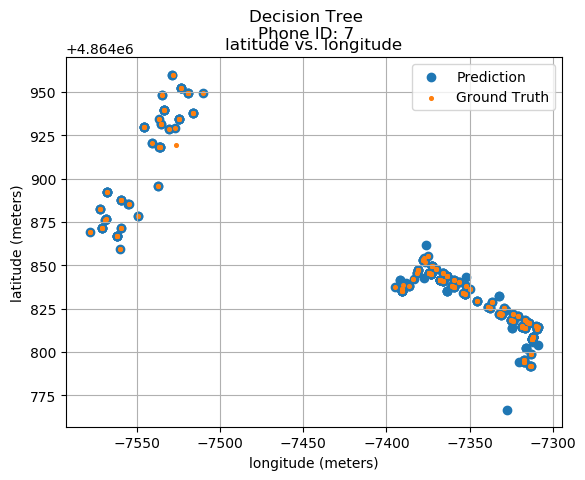 Decision Tree
Phone ID: 7
latitude vs. longitude
+4.864e6
Prediction
Ground Truth
950
925
900
875
850
825
800
775
latitude (meters)
−7550
−7500
−7450
−7400
−7350
−7300
longitude (meters)